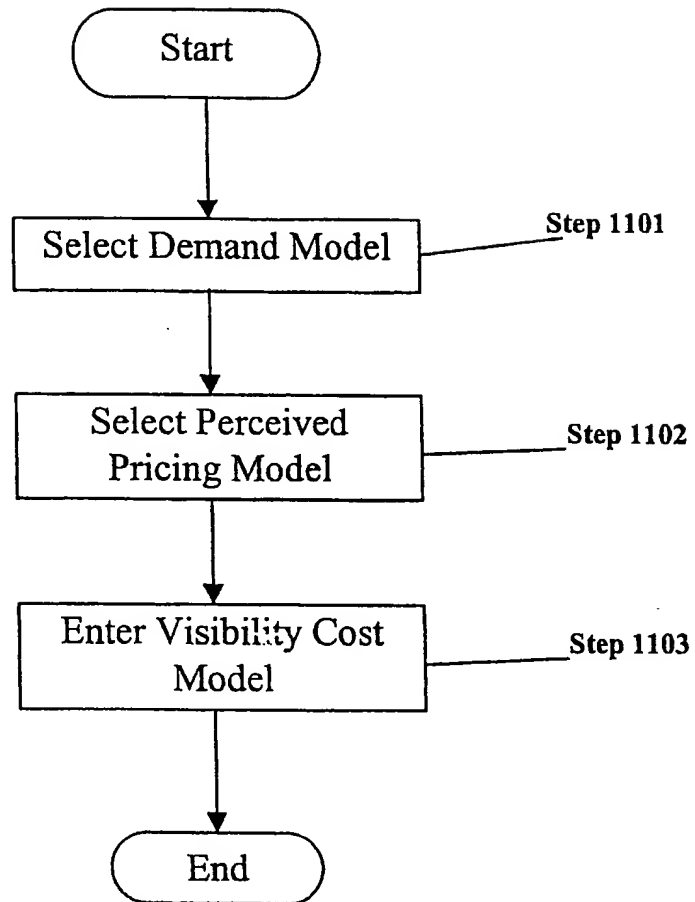 Start
Select Demand Model
Step 1101
Select Perceived
Pricing Model
Step 1102
Enter Visibility Cost
Model
Step 1103
End